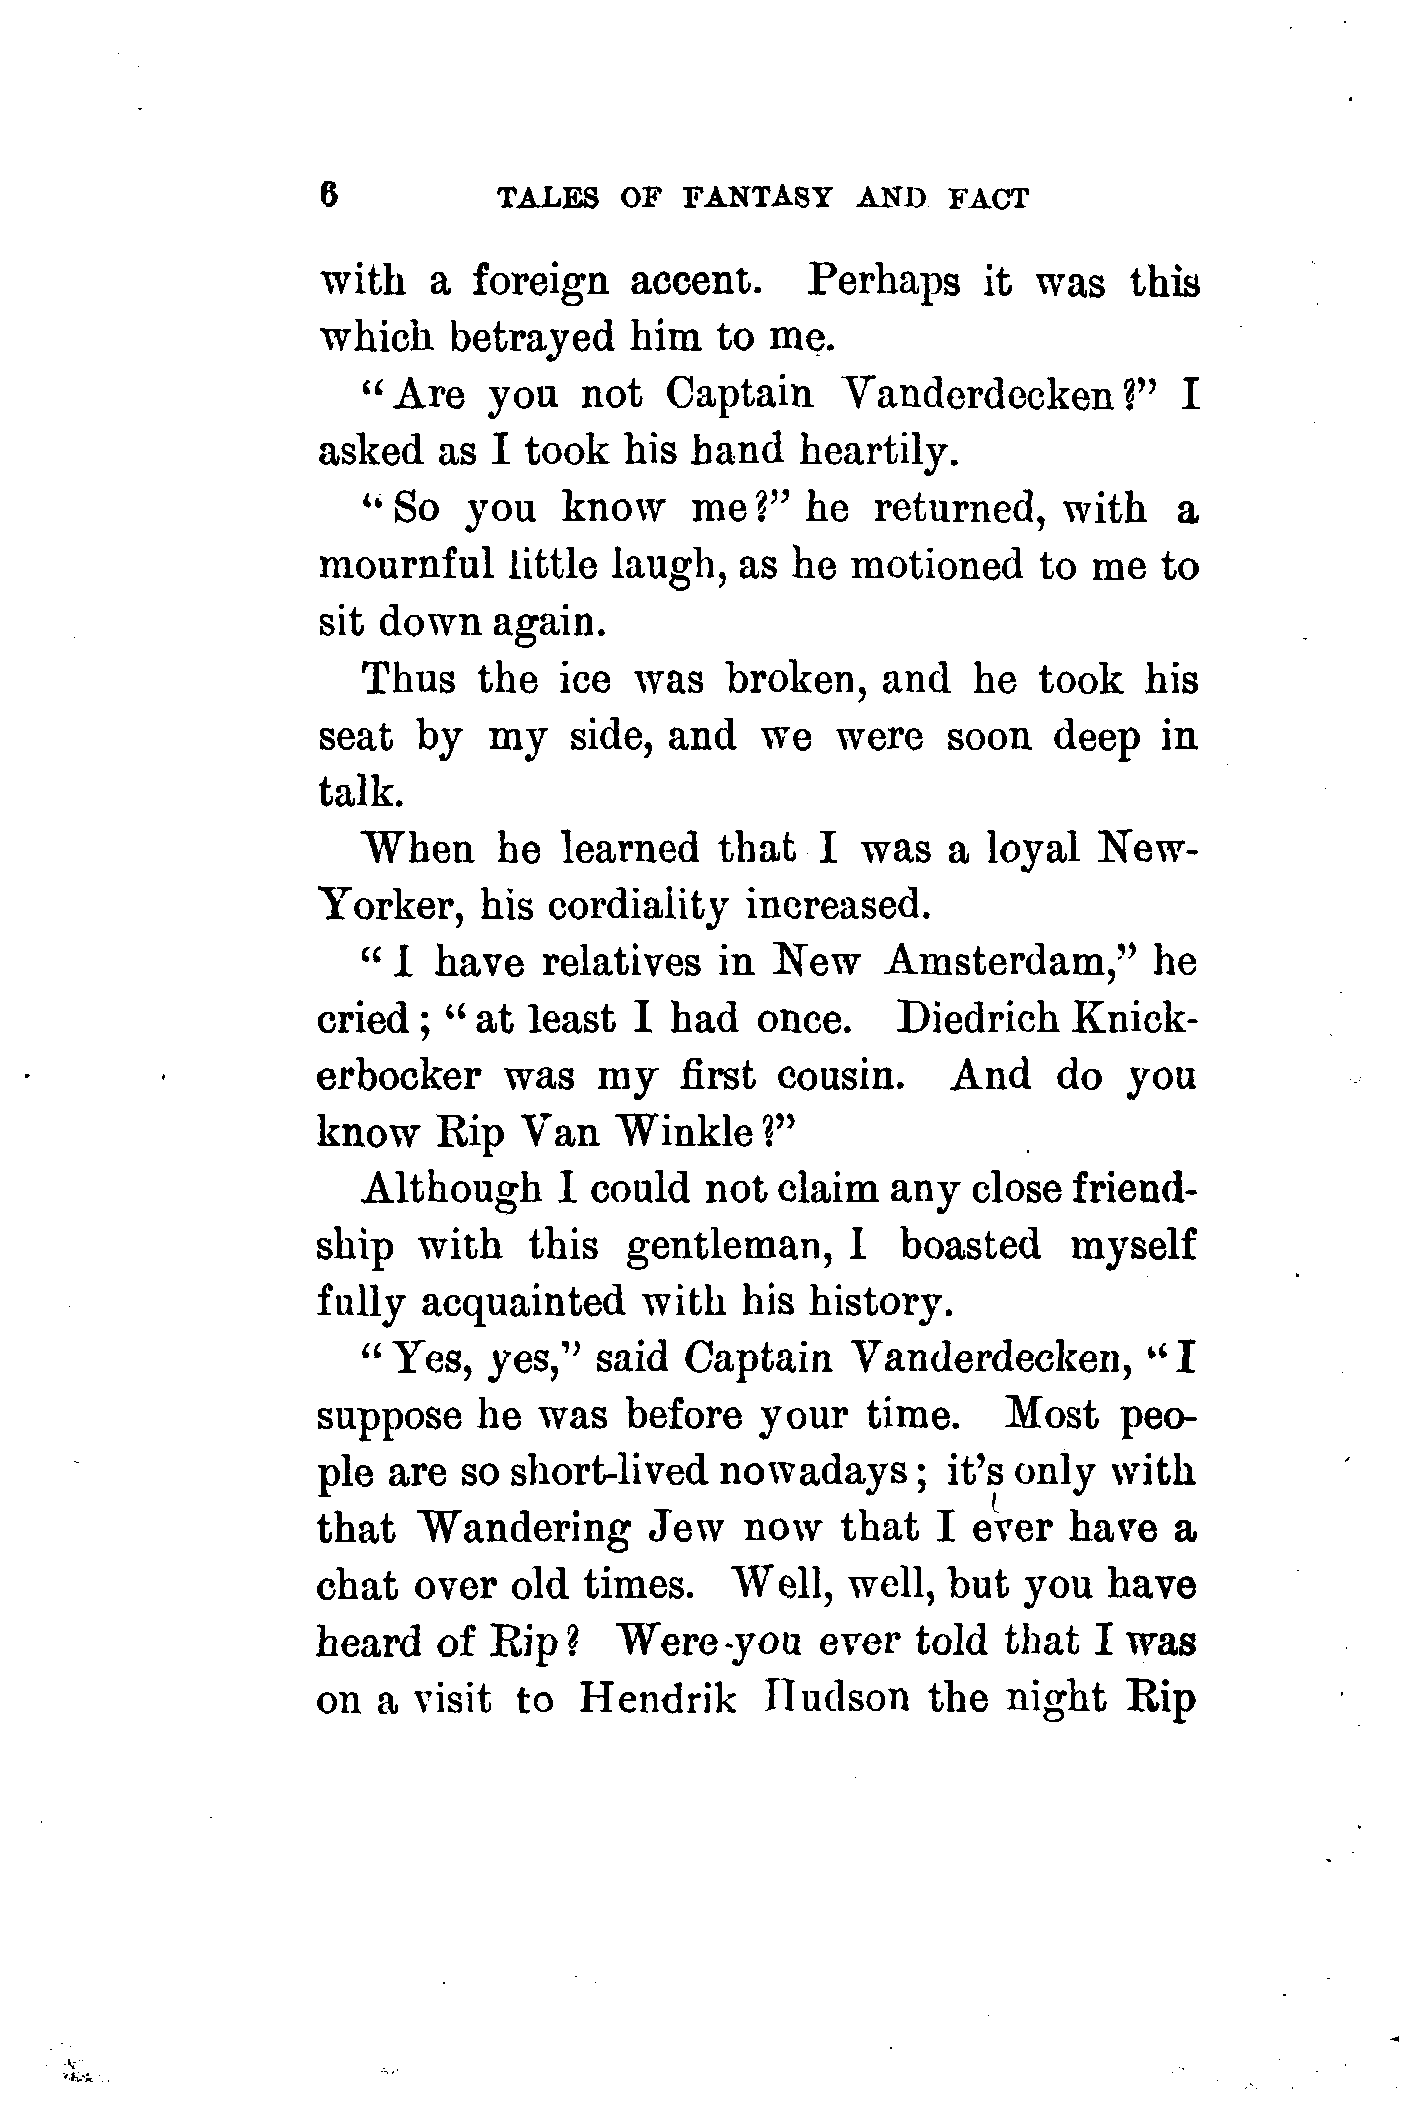 6 TALES OF FANTASY AND FACT
with a foreign accent. Perhaps it was this
which betrayed him to me.
"Are you not Captain Vanderdecken?" I
asked as I took his hand heartily.
"So you know me?" he returned, with a
mournful little laugh, as he motioned to me to
sit down again.
Thus the ice was broken, and he took his
seat by my side, and we were soon deep in
talk.
When he learned that I was a loyal New-
Yorker, his cordiality increased.
"I have relatives in New Amsterdam," he
cried; "at least I had once. Diedrich Knick-
erbocker was my first cousin. And do you
know Rip Van Winkle?"
Although I could not claim any close friend-
ship with this gentleman, I boasted myself
fully acquainted with his history.
"Yes, yes," said Captain Vanderdecken, "I
suppose he was before your time. Most peo-
ple are so short-lived nowadays; it's only with
that Wandering Jew now that I ever have a
chat over old times. Well, well, but you have
heard of Rip? Were you ever told that I was
on a visit to Hendrik Hudson the night Rip